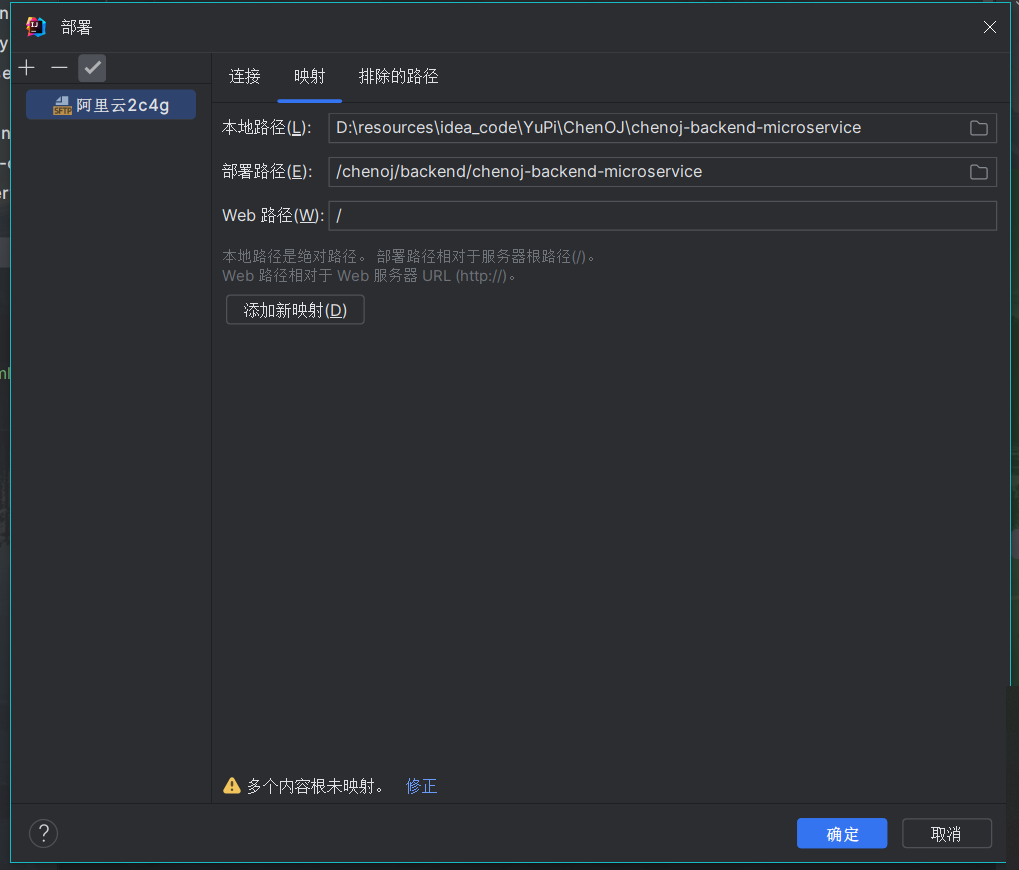 部署
阿里云2c4g
连接 映射 排除的路径
本地路径(L): D:\resources\idea_code\YuPi\ChenOJ\chenoj-backend-microservice
部署路径(E): /chenoj/backend/chenoj-backend-microservice
Web 路径(W): /
本地路径是绝对路径。 部署路径相对于服务器根路径(/)。
Web 路径相对于 Web 服务器 URL (http://)。
添加新映射(D)
多个内容根未映射。 修正
? 确定 取消